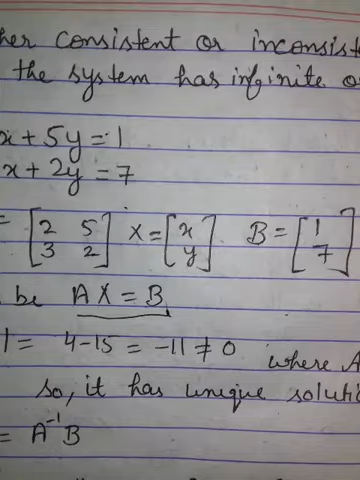 her consistent or inconsiste
the system has infinite o
x + 5y = 1
x + 2y = 7
= [2 5 3 2] X = [x y] B = [1 7]
be AX = B
| = 4-15 = -11 ≠ 0 where A
so, it has unique soluti
= A⁻¹B